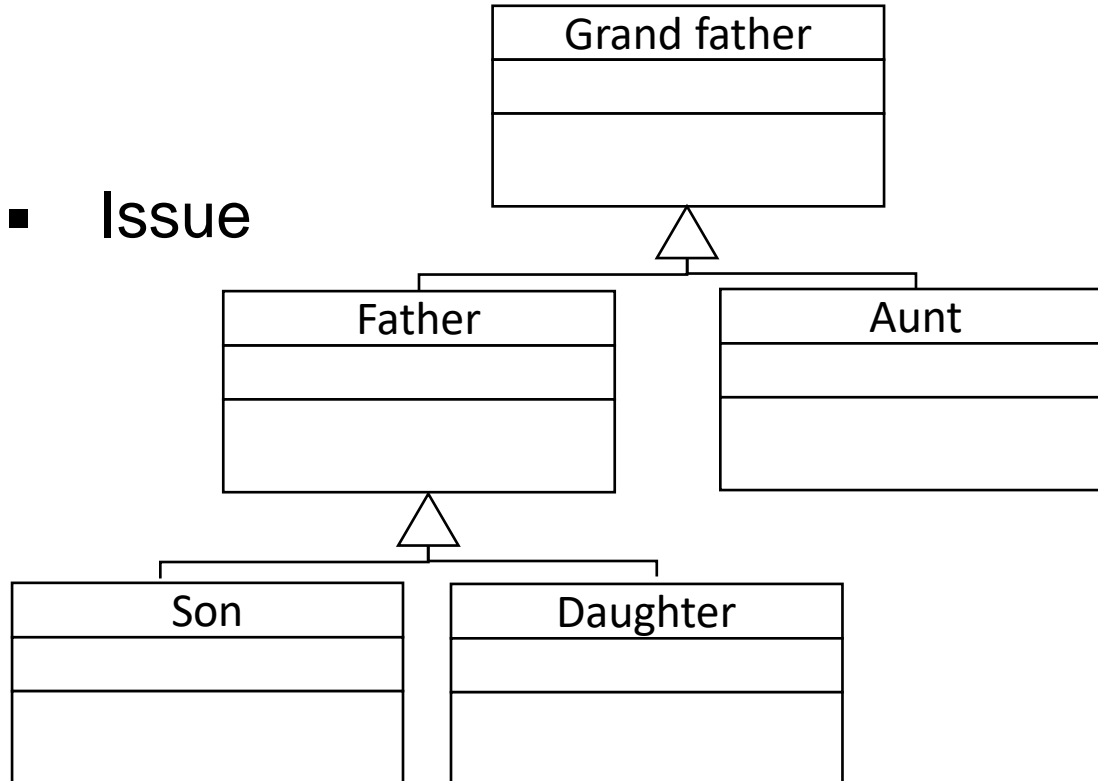 Grand father
▪ Issue
Father
Aunt
Son
Daughter